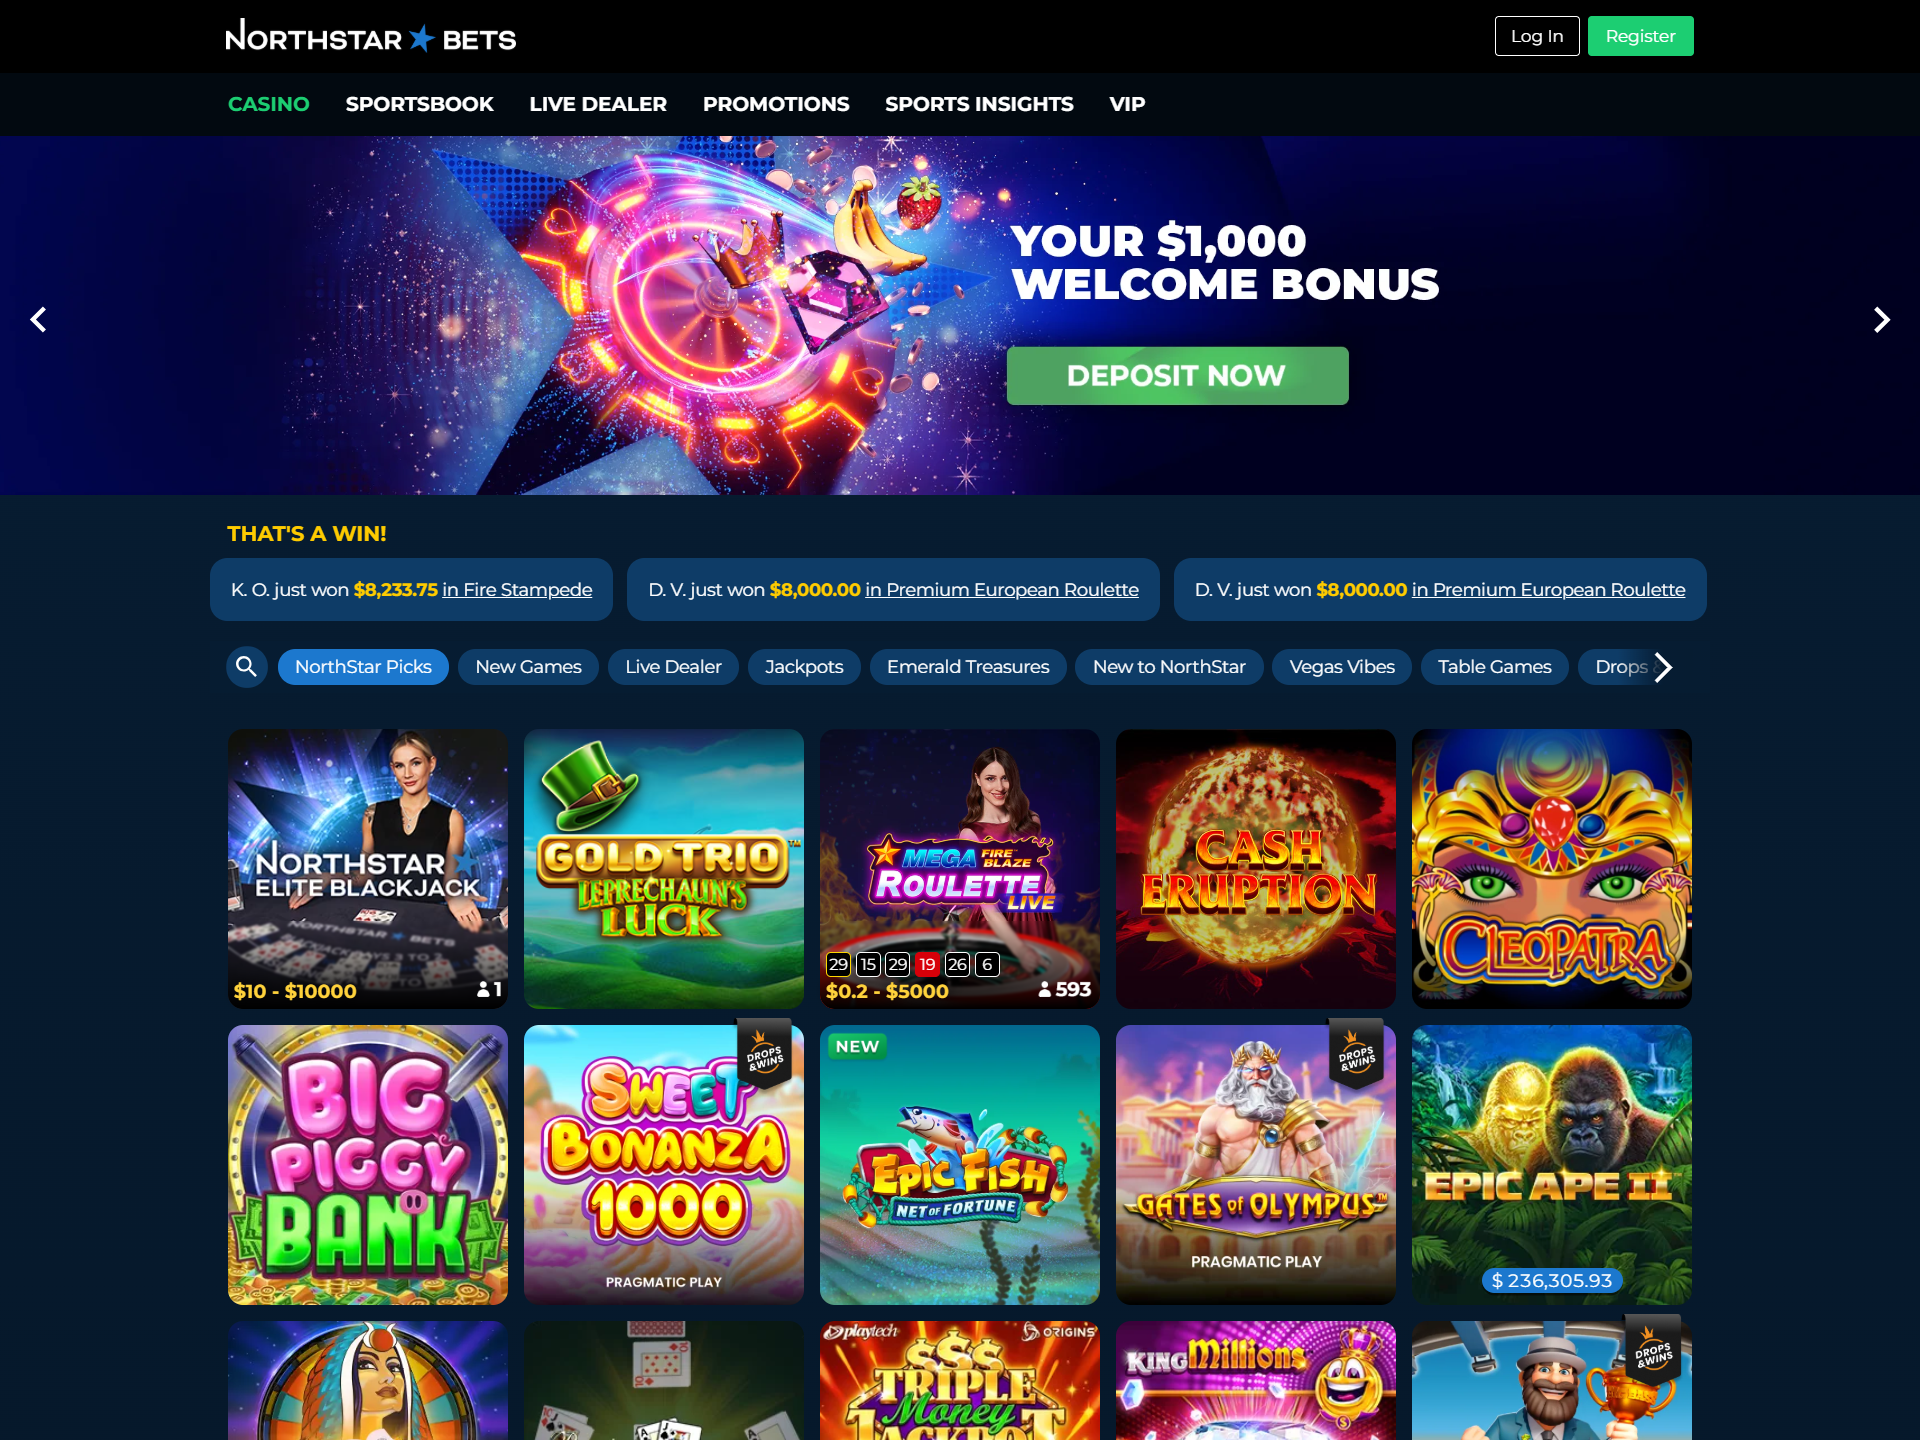 NORTHSTAR BETS
Log In
Register
CASINO
SPORTSBOOK
LIVE DEALER
PROMOTIONS
SPORTS INSIGHTS
VIP
YOUR $1,000
WELCOME BONUS
DEPOSIT NOW
THAT'S A WIN!
K. O. just won $8,233.75 in Fire Stampede
D. V. just won $8,000.00 in Premium European Roulette
D. V. just won $8,000.00 in Premium European Roulette
NorthStar Picks
New Games
Live Dealer
Jackpots
Emerald Treasures
New to NorthStar
Vegas Vibes
Table Games
Drops &
NORTHSTAR
ELITE BLACKJACK
NORTHSTAR BETS
$10 - $10000
1
GOLD TRIO™
LEPRECHAUN'S
LUCK
MEGA FIRE BLAZE™
ROULETTE
LIVE
29 15 29 19 26 6
$0.2 - $5000
593
CASH
ERUPTION
CLEOPATRA
BIG
PIGGY
BANK
DROPS
&WINS
SWEET
BONANZA
1000
PRAGMATIC PLAY
NEW
EPIC FISH
NET OF FORTUNE
DROPS
&WINS
GATES of OLYMPUS™
PRAGMATIC PLAY
EPIC APE II™
$ 236,305.93
playtech
ORIGINS
$$$
TRIPLE
Money
JACKPOT
KING Millions
DROPS
&WINS